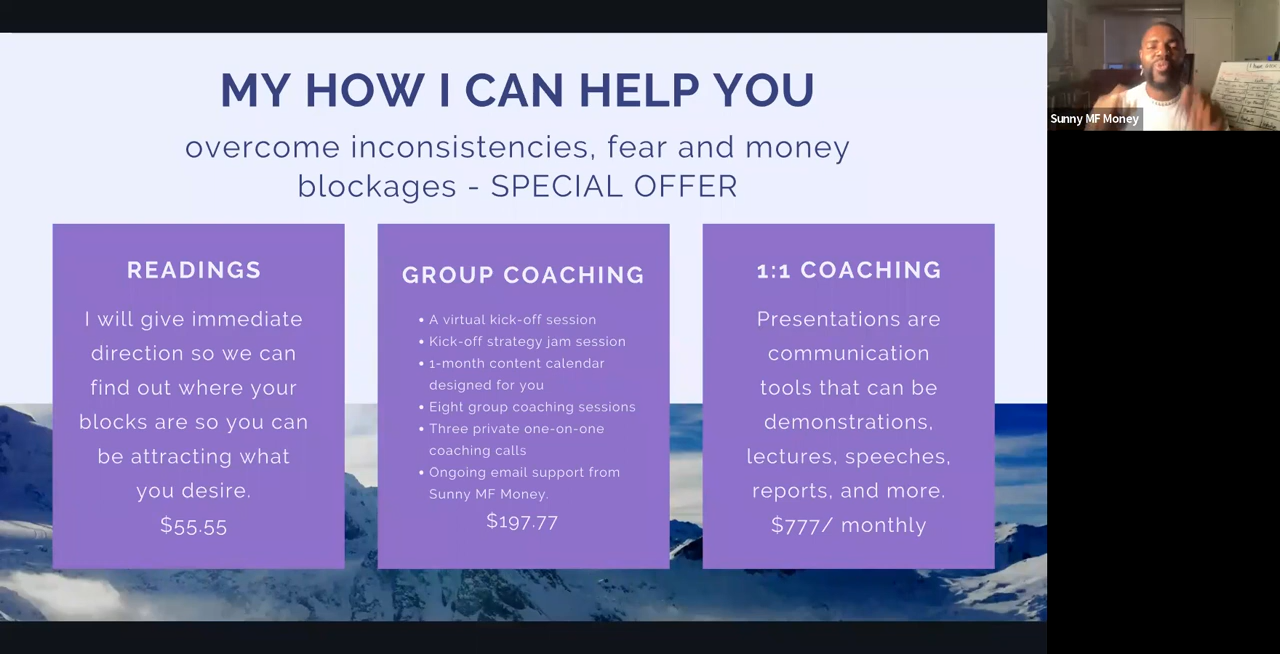 MY HOW I CAN HELP YOU
overcome inconsistencies, fear and money
blockages - SPECIAL OFFER
READINGS
I will give immediate
direction so we can
find out where your
blocks are so you can
be attracting what
you desire.
$55.55
GROUP COACHING
• A virtual kick-off session
• Kick-off strategy jam session
• 1-month content calendar
designed for you
• Eight group coaching sessions
• Three private one-on-one
coaching calls
• Ongoing email support from
Sunny MF Money.
$197.77
1:1 COACHING
Presentations are
communication
tools that can be
demonstrations,
lectures, speeches,
reports, and more.
$777/ monthly
Sunny MF Money